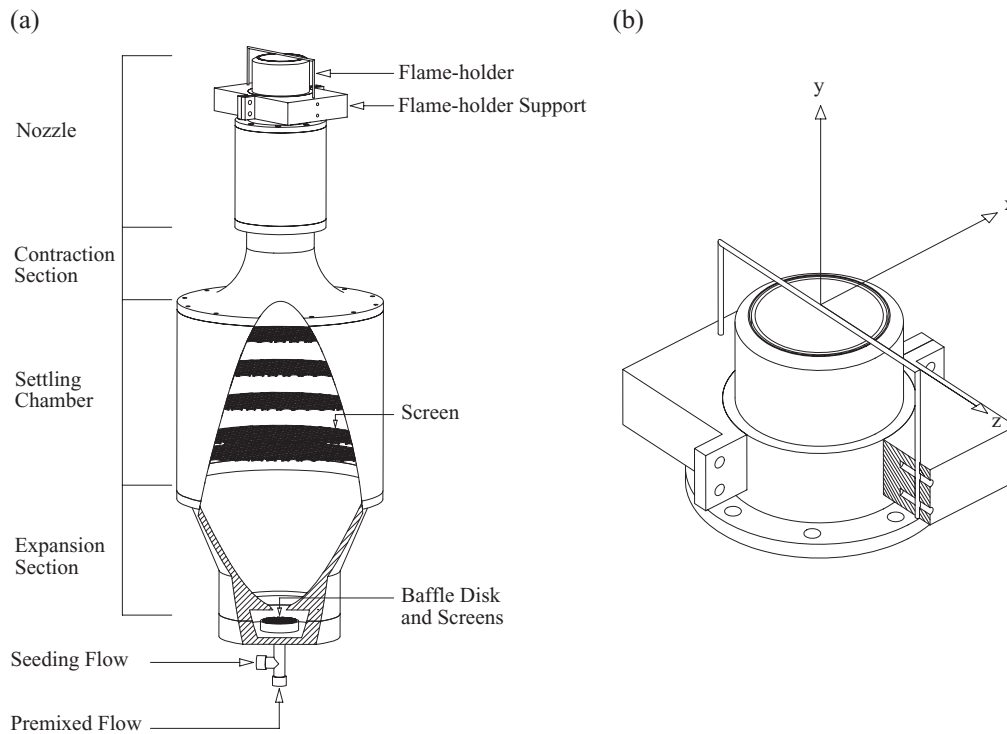 (a)
Flame-holder
Flame-holder Support
Nozzle
Contraction
Section
Settling
Chamber
Screen
Expansion
Section
Baffle Disk
and Screens
Seeding Flow
Premixed Flow
(b)
y
x
z